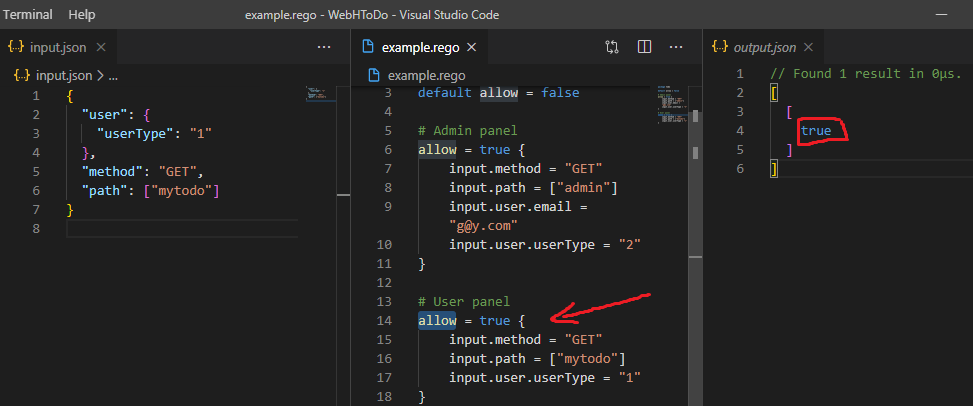 Terminal Help example.rego - WebHToDo - Visual Studio Code
{..} input.json ×
{..} input.json > ...
1 {
2 "user": {
3 "userType": "1"
4 },
5 "method": "GET",
6 "path": ["mytodo"]
7 }
8
example.rego ×
example.rego
3 default allow = false
4
5 # Admin panel
6 allow = true {
7 input.method = "GET"
8 input.path = ["admin"]
9 input.user.email =
"g@y.com"
10 input.user.userType = "2"
11 }
12
13 # User panel
14 allow = true {
15 input.method = "GET"
16 input.path = ["mytodo"]
17 input.user.userType = "1"
18 }
{..} output.json ×
1 // Found 1 result in 0µs.
2 [
3 [
4 true
5 ]
6 ]